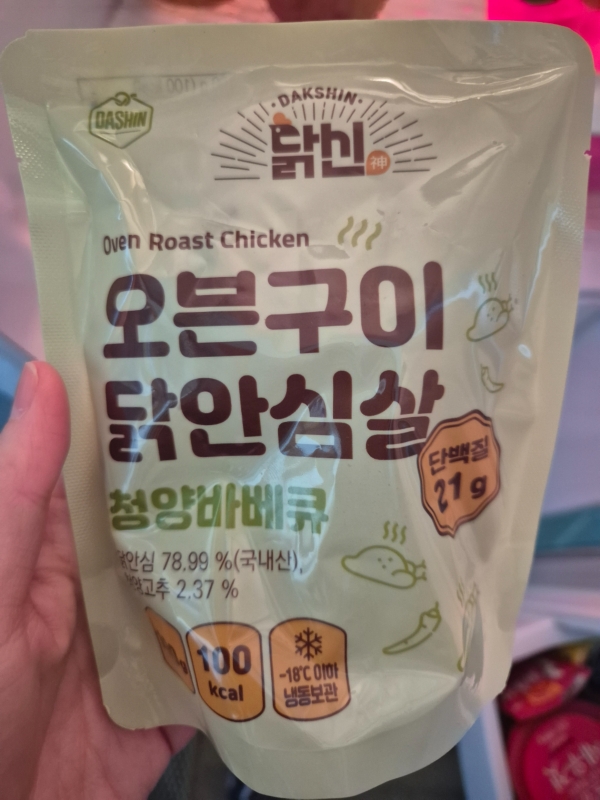 DASHIN
DAKSHIN
닭신 神
Oven Roast Chicken
오븐구이
닭안심살
단백질
21 g
청양바베큐
닭안심 78.99 %(국내산),
고추 2.37 %
100
kcal
-18℃ 이하
냉동보관